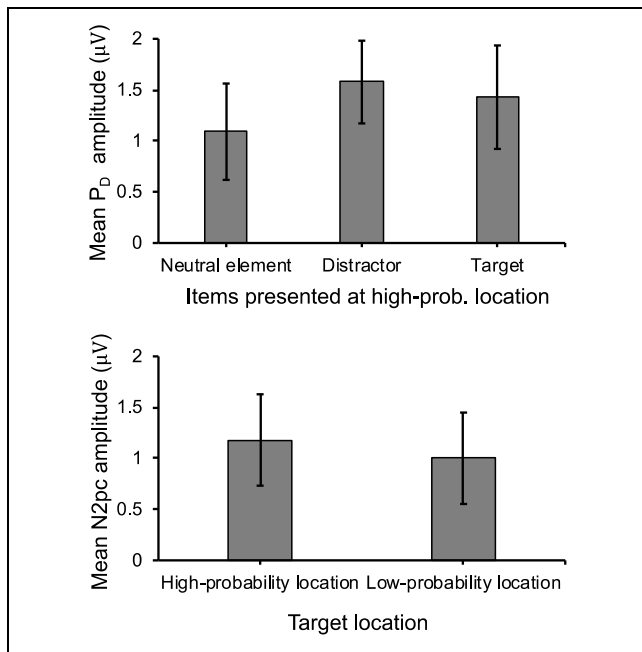 Mean PD amplitude (μV)
2
1.5
1
0.5
0
Neutral element Distractor Target
Items presented at high-prob. location
Mean N2pc amplitude (μV)
2
1.5
1
0.5
0
High-probability location Low-probability location
Target location